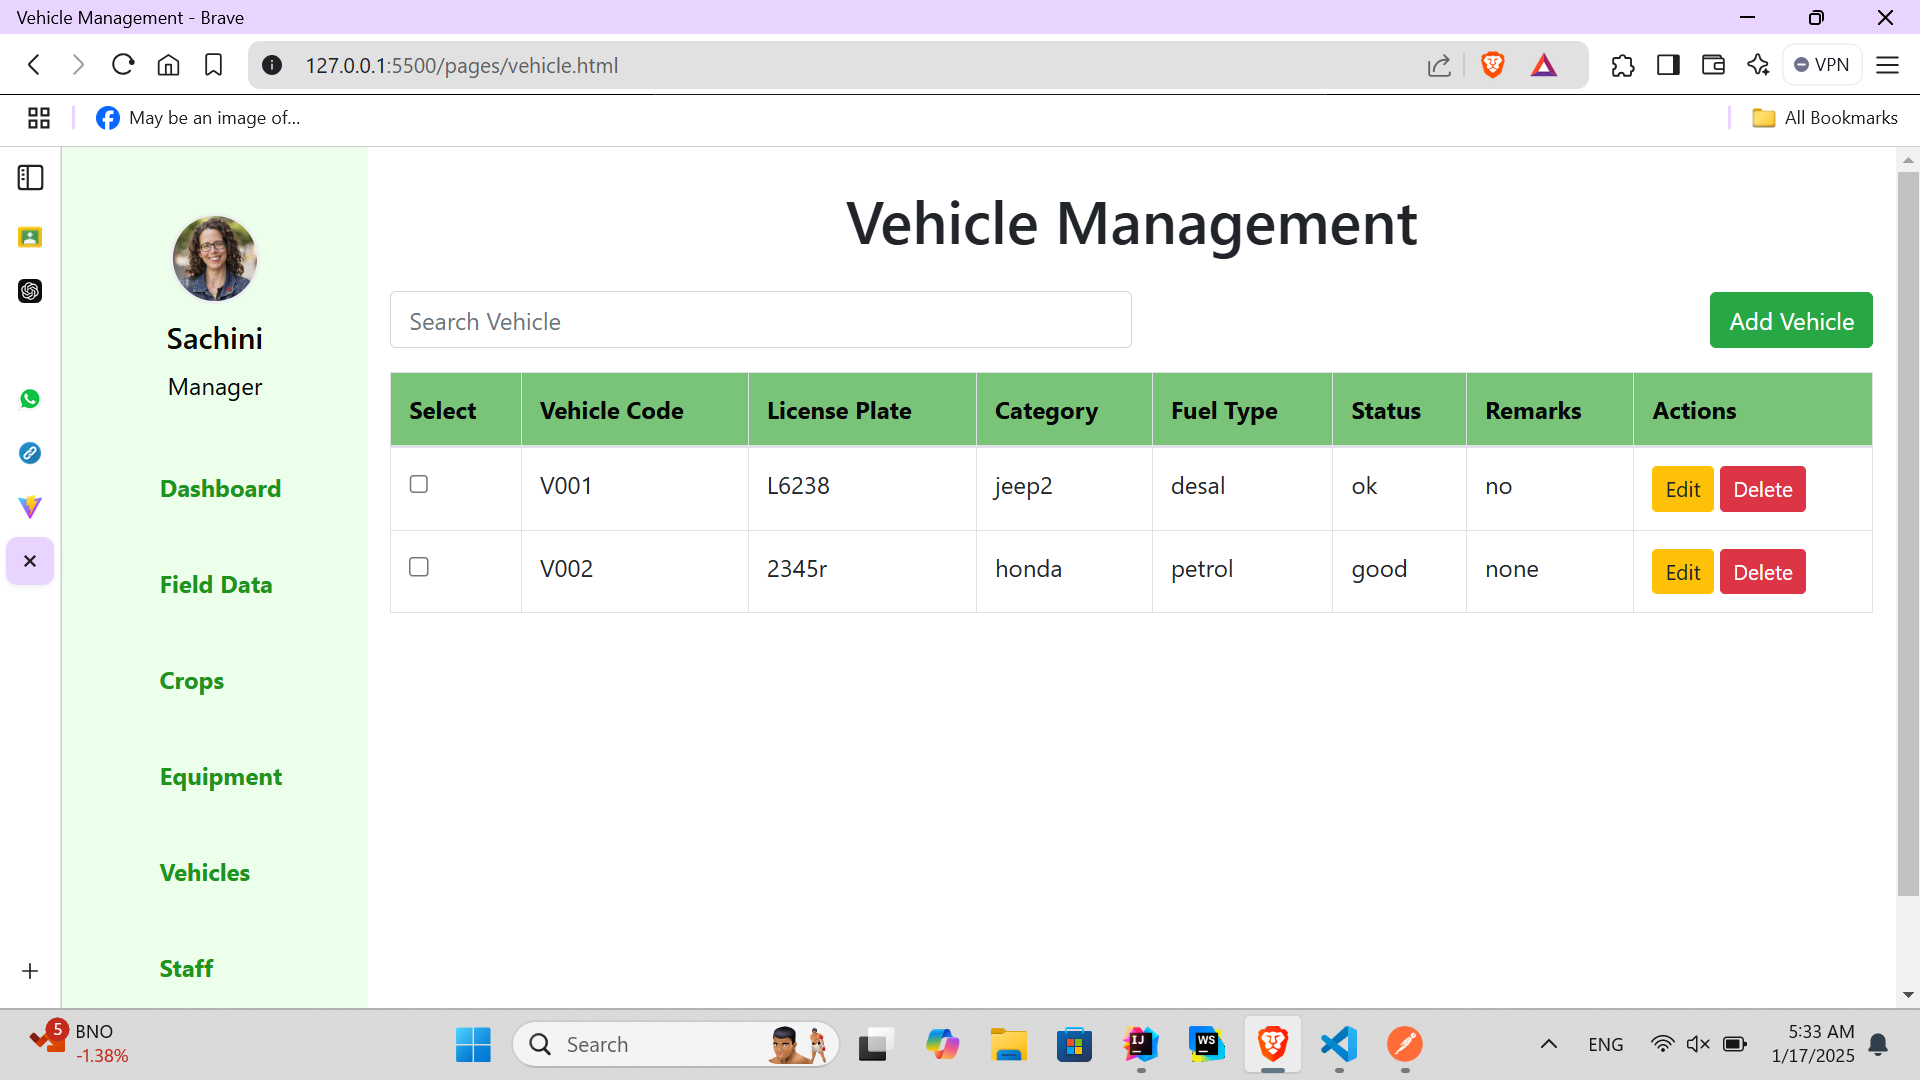 Vehicle Management - Brave
127.0.0.1:5500/pages/vehicle.html
VPN
May be an image of...
All Bookmarks
Sachini
Manager
Dashboard
Field Data
Crops
Equipment
Vehicles
Staff
Vehicle Management
Search Vehicle
Add Vehicle
Select Vehicle Code License Plate Category Fuel Type Status Remarks Actions
V001 L6238 jeep2 desal ok no Edit Delete
V002 2345r honda petrol good none Edit Delete
5
BNO
-1.38%
Search
IJ
WS
ENG
5:33 AM
1/17/2025